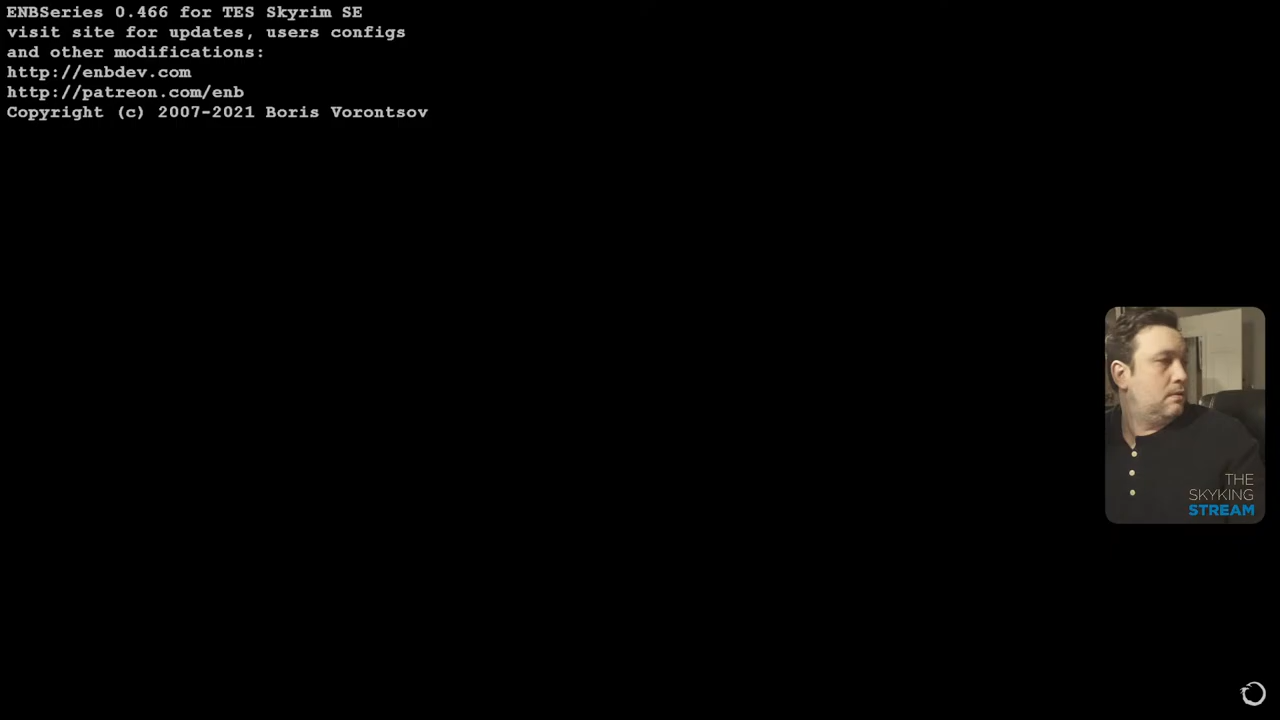 ENBSeries 0.466 for TES Skyrim SE
visit site for updates, users configs
and other modifications:
http://enbdev.com
http://patreon.com/enb
Copyright (c) 2007-2021 Boris Vorontsov
THE
SKYKING
STREAM